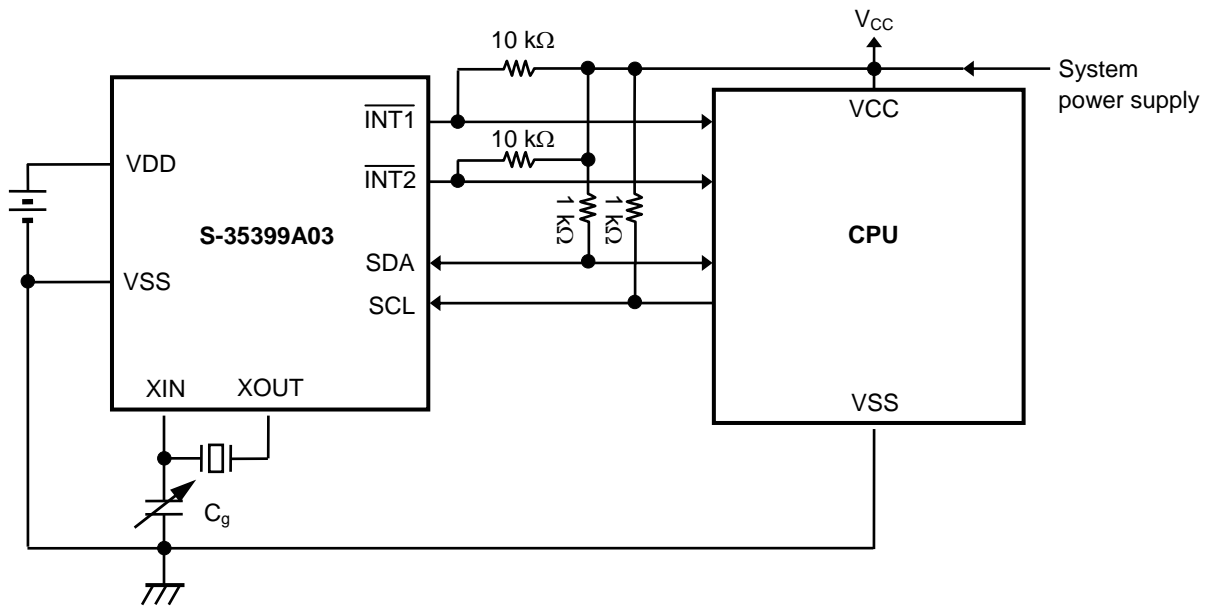 VCC
10 kΩ
System
power supply
INT1
VCC
10 kΩ
VDD
INT2
1 kΩ
1 kΩ
S-35399A03
CPU
SDA
VSS
SCL
XIN
XOUT
VSS
Cg